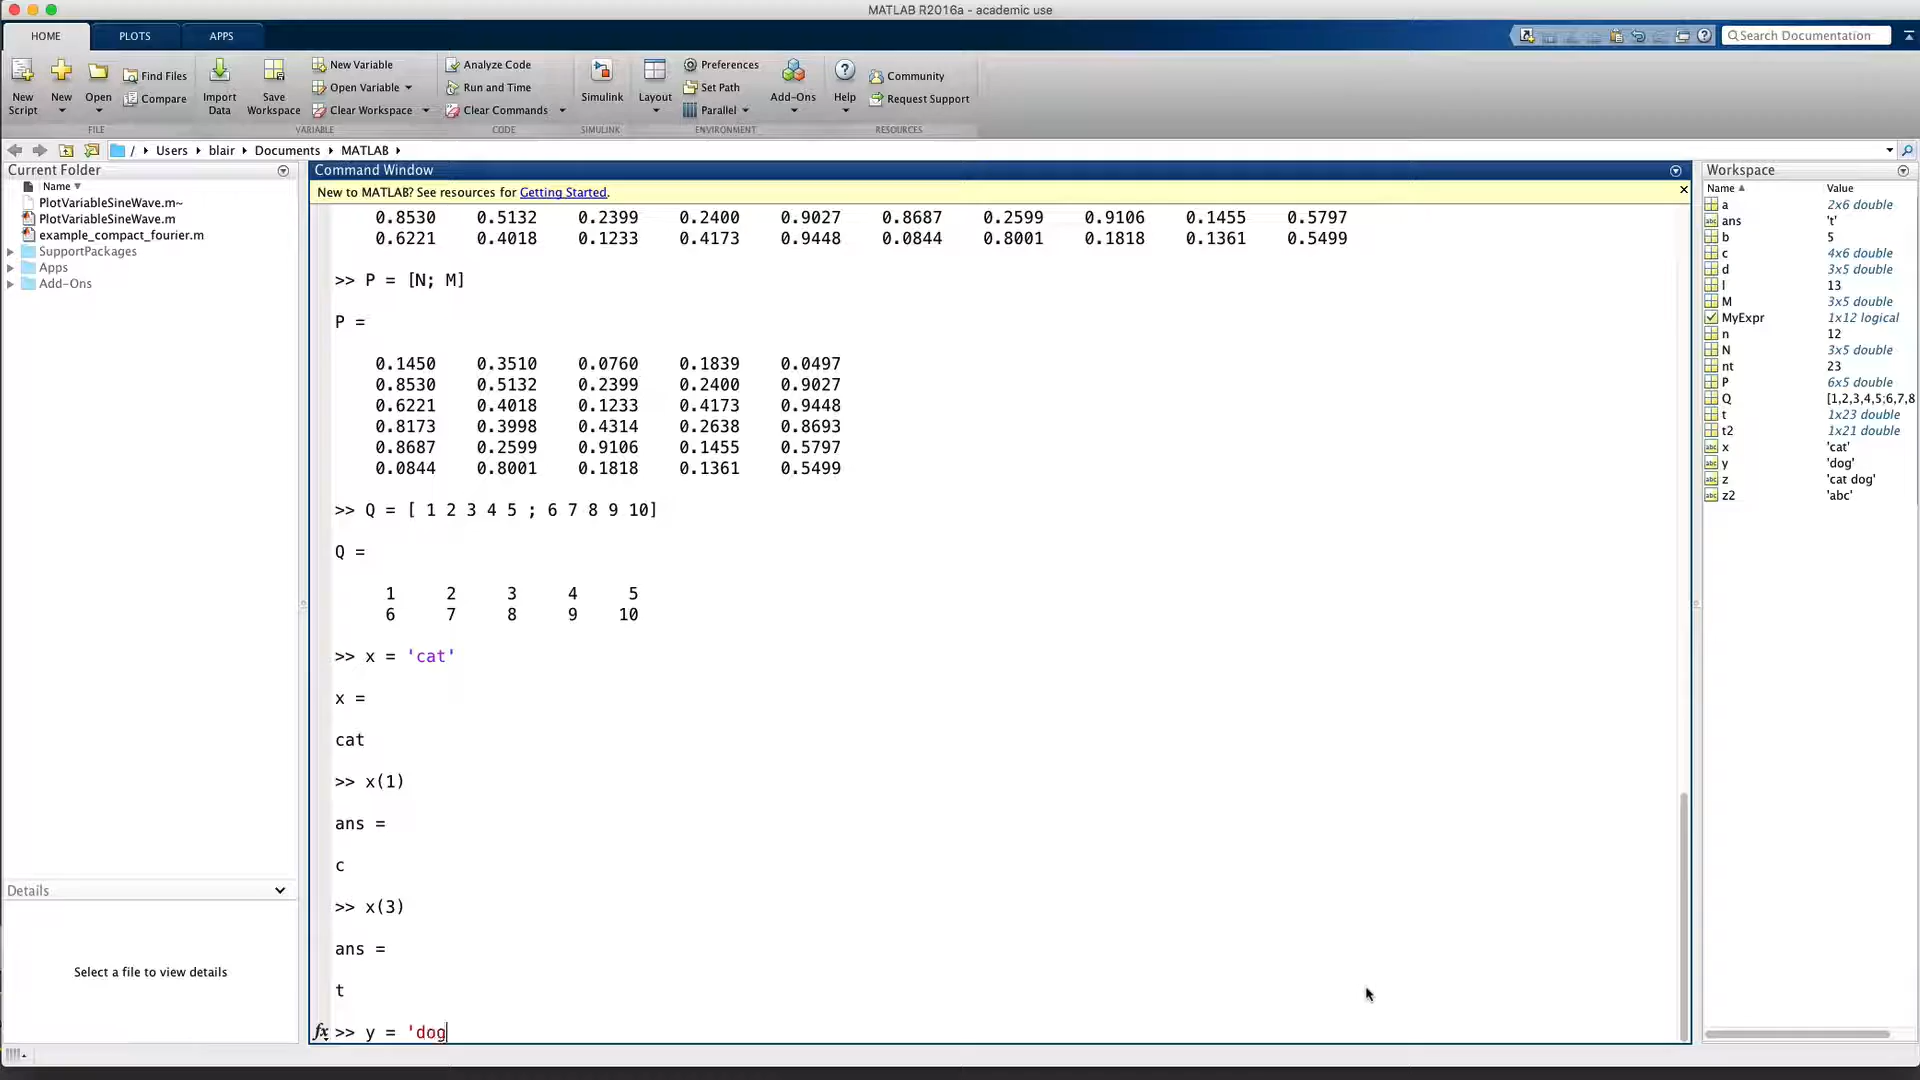 MATLAB R2016a - academic use
HOME PLOTS APPS
Search Documentation
New Script
New
Open
Find Files
Compare
Import Data
Save Workspace
New Variable
Open Variable
Clear Workspace
Analyze Code
Run and Time
Clear Commands
Simulink
Layout
Preferences
Set Path
Parallel
Add-Ons
Help
Community
Request Support
FILE VARIABLE CODE SIMULINK ENVIRONMENT RESOURCES
/ Users blair Documents MATLAB
Current Folder
Name
PlotVariableSineWave.m~
PlotVariableSineWave.m
example_compact_fourier.m
SupportPackages
Apps
Add-Ons
Details
Select a file to view details
Command Window
New to MATLAB? See resources for Getting Started.
0.8530 0.5132 0.2399 0.2400 0.9027 0.8687 0.2599 0.9106 0.1455 0.5797
0.6221 0.4018 0.1233 0.4173 0.9448 0.0844 0.8001 0.1818 0.1361 0.5499
>> P = [N; M]
P =
0.1450 0.3510 0.0760 0.1839 0.0497
0.8530 0.5132 0.2399 0.2400 0.9027
0.6221 0.4018 0.1233 0.4173 0.9448
0.8173 0.3998 0.4314 0.2638 0.8693
0.8687 0.2599 0.9106 0.1455 0.5797
0.0844 0.8001 0.1818 0.1361 0.5499
>> Q = [ 1 2 3 4 5 ; 6 7 8 9 10]
Q =
1 2 3 4 5
6 7 8 9 10
>> x = 'cat'
x =
cat
>> x(1)
ans =
c
>> x(3)
ans =
t
fx >> y = 'dog
Workspace
Name Value
a 2x6 double
ans 't'
b 5
c 4x6 double
d 3x5 double
l 13
M 3x5 double
MyExpr 1x12 logical
n 12
N 3x5 double
nt 23
P 6x5 double
Q [1,2,3,4,5;6,7,8
t 1x23 double
t2 1x21 double
x 'cat'
y 'dog'
z 'cat dog'
z2 'abc'